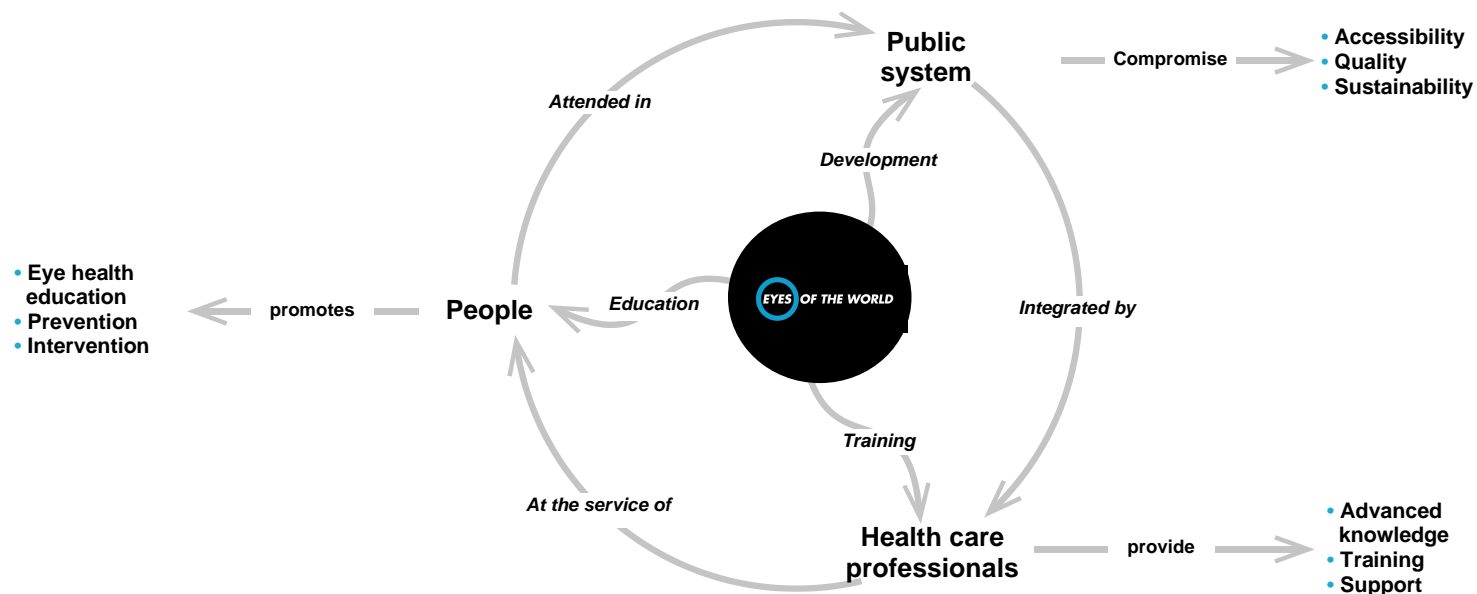 Public
system
Compromise
• Accessibility
• Quality
• Sustainability
Attended in
Development
• Eye health
education
• Prevention
• Intervention
promotes
People
Education
EYES OF THE WORLD
Integrated by
Training
At the service of
Health care
professionals
provide
• Advanced
knowledge
• Training
• Support